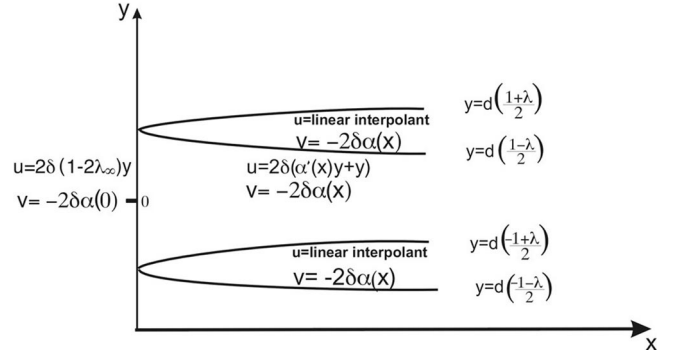 y
y=d(1+λ/2)
u=linear interpolant
v= −2δα(x)
y=d(1−λ/2)
u=2δ(1-2λ∞)y
u=2δ(α'(x)y+y)
v= −2δα(x)
v= −2δα(0)
0
y=d(-1+λ/2)
u=linear interpolant
v= -2δα(x)
y=d(-1-λ/2)
x